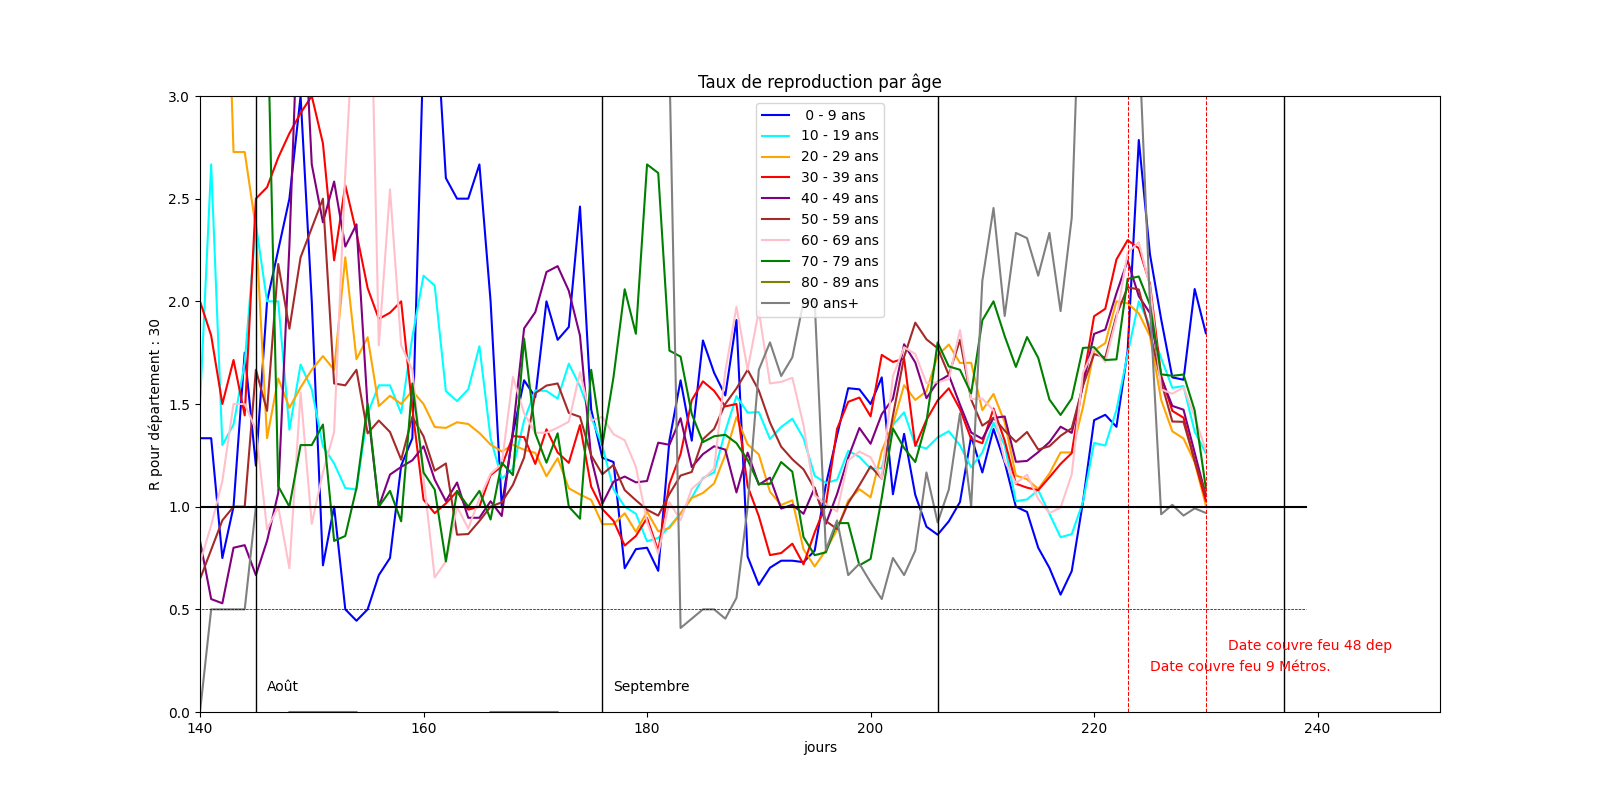 Taux de reproduction par âge
R pour département : 30
3.0
2.5
2.0
1.5
1.0
0.5
0.0
0 - 9 ans
10 - 19 ans
20 - 29 ans
30 - 39 ans
40 - 49 ans
50 - 59 ans
60 - 69 ans
70 - 79 ans
80 - 89 ans
90 ans+
Date couvre feu 48 dep
Date couvre feu 9 Métros.
Août
Septembre
140
160
180
200
220
240
jours